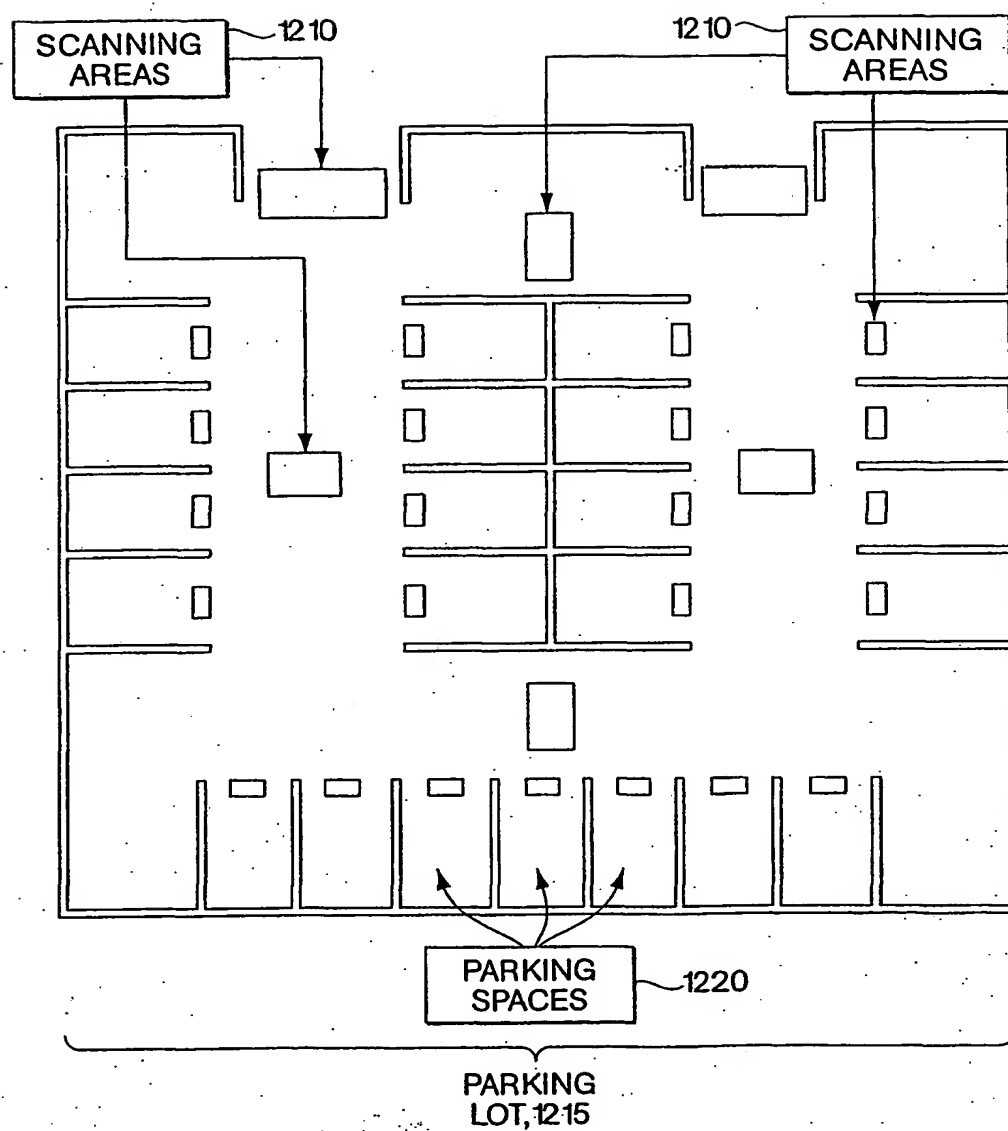 SCANNING
AREAS
1210
1210
SCANNING
AREAS
PARKING
SPACES
1220
PARKING
LOT, 1215